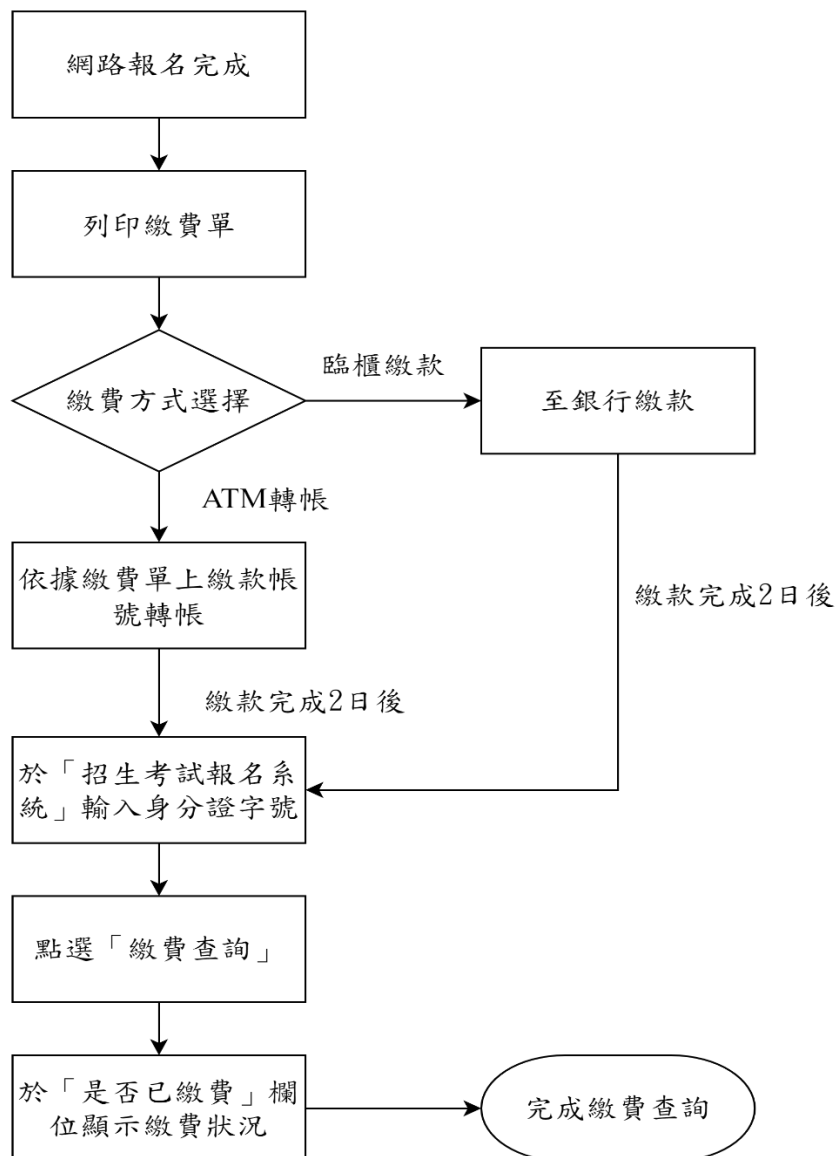 網路報名完成
列印繳費單
繳費方式選擇
臨櫃繳款
至銀行繳款
ATM轉帳
依據繳費單上繳款帳
號轉帳
繳款完成2日後
繳款完成2日後
於「招生考試報名系
統」輸入身分證字號
點選「繳費查詢」
於「是否已繳費」欄
位顯示繳費狀況
完成繳費查詢